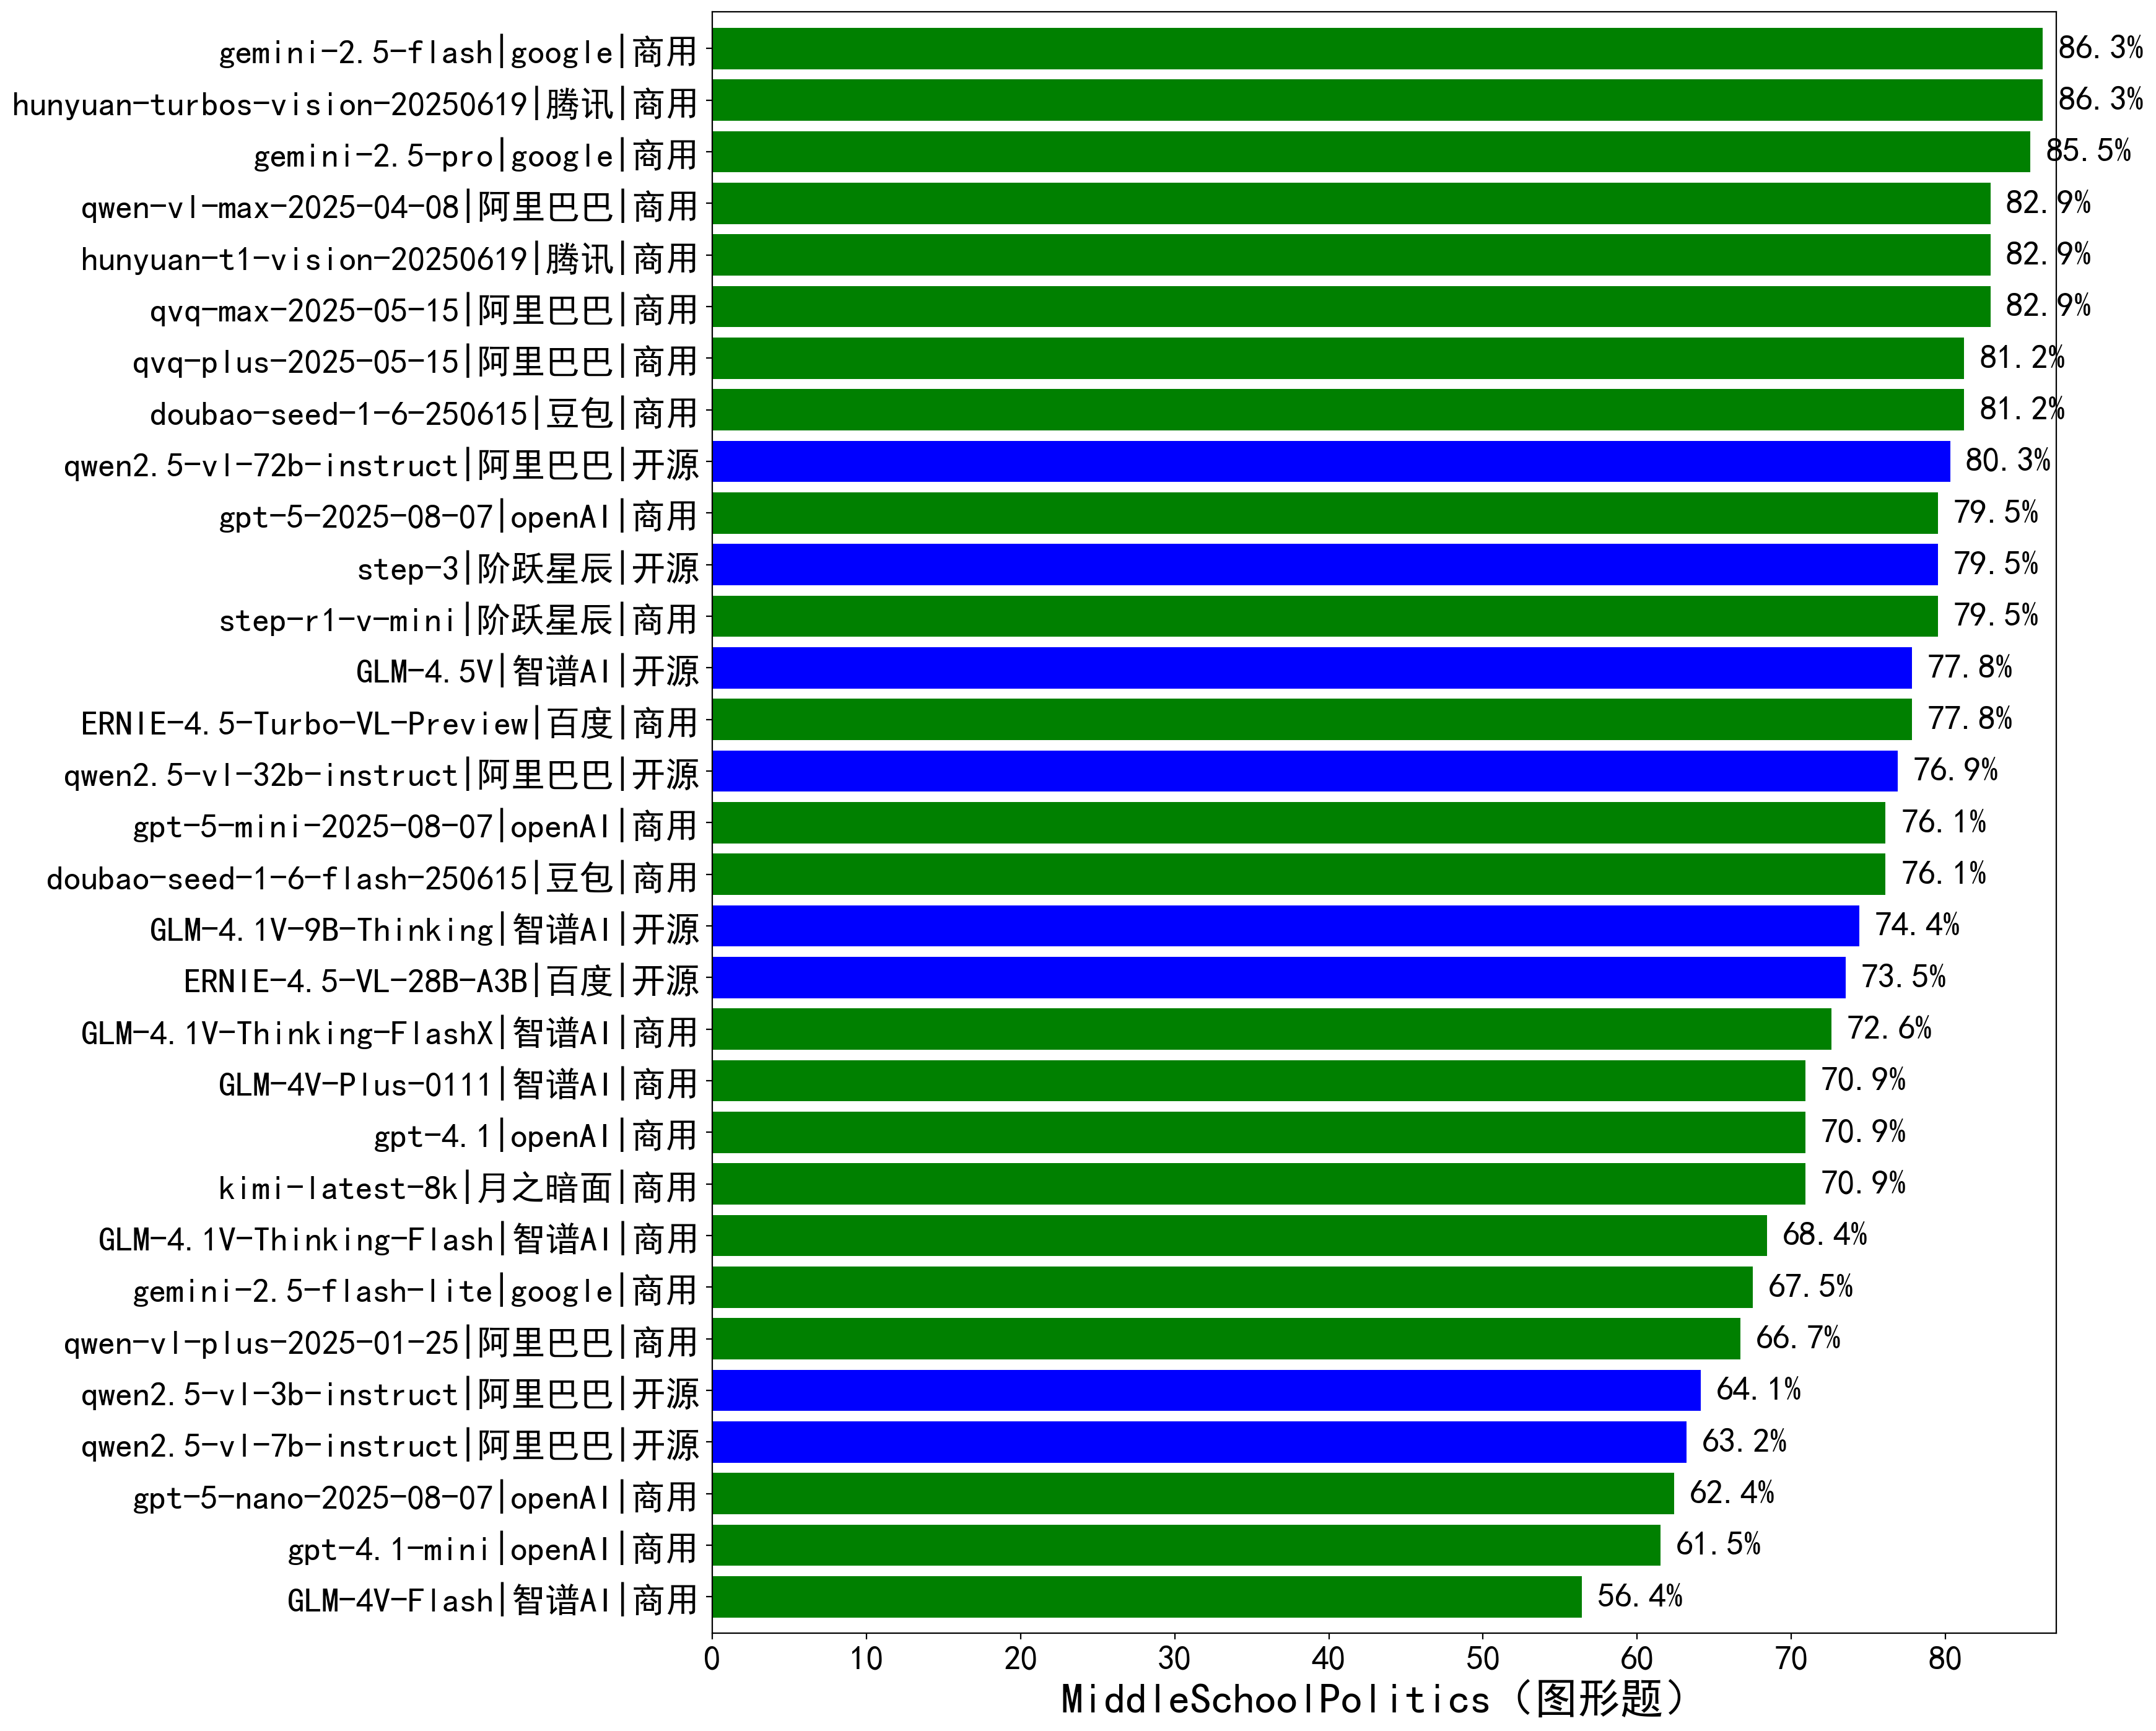 gemini-2.5-flash|google|商用 86.3%
hunyuan-turbos-vision-20250619|腾讯|商用 86.3%
gemini-2.5-pro|google|商用 85.5%
qwen-vl-max-2025-04-08|阿里巴巴|商用 82.9%
hunyuan-t1-vision-20250619|腾讯|商用 82.9%
qvq-max-2025-05-15|阿里巴巴|商用 82.9%
qvq-plus-2025-05-15|阿里巴巴|商用 81.2%
doubao-seed-1-6-250615|豆包|商用 81.2%
qwen2.5-vl-72b-instruct|阿里巴巴|开源 80.3%
gpt-5-2025-08-07|openAI|商用 79.5%
step-3|阶跃星辰|开源 79.5%
step-r1-v-mini|阶跃星辰|商用 79.5%
GLM-4.5V|智谱AI|开源 77.8%
ERNIE-4.5-Turbo-VL-Preview|百度|商用 77.8%
qwen2.5-vl-32b-instruct|阿里巴巴|开源 76.9%
gpt-5-mini-2025-08-07|openAI|商用 76.1%
doubao-seed-1-6-flash-250615|豆包|商用 76.1%
GLM-4.1V-9B-Thinking|智谱AI|开源 74.4%
ERNIE-4.5-VL-28B-A3B|百度|开源 73.5%
GLM-4.1V-Thinking-FlashX|智谱AI|商用 72.6%
GLM-4V-Plus-0111|智谱AI|商用 70.9%
gpt-4.1|openAI|商用 70.9%
kimi-latest-8k|月之暗面|商用 70.9%
GLM-4.1V-Thinking-Flash|智谱AI|商用 68.4%
gemini-2.5-flash-lite|google|商用 67.5%
qwen-vl-plus-2025-01-25|阿里巴巴|商用 66.7%
qwen2.5-vl-3b-instruct|阿里巴巴|开源 64.1%
qwen2.5-vl-7b-instruct|阿里巴巴|开源 63.2%
gpt-5-nano-2025-08-07|openAI|商用 62.4%
gpt-4.1-mini|openAI|商用 61.5%
GLM-4V-Flash|智谱AI|商用 56.4%
0 10 20 30 40 50 60 70 80
MiddleSchoolPolitics（图形题）